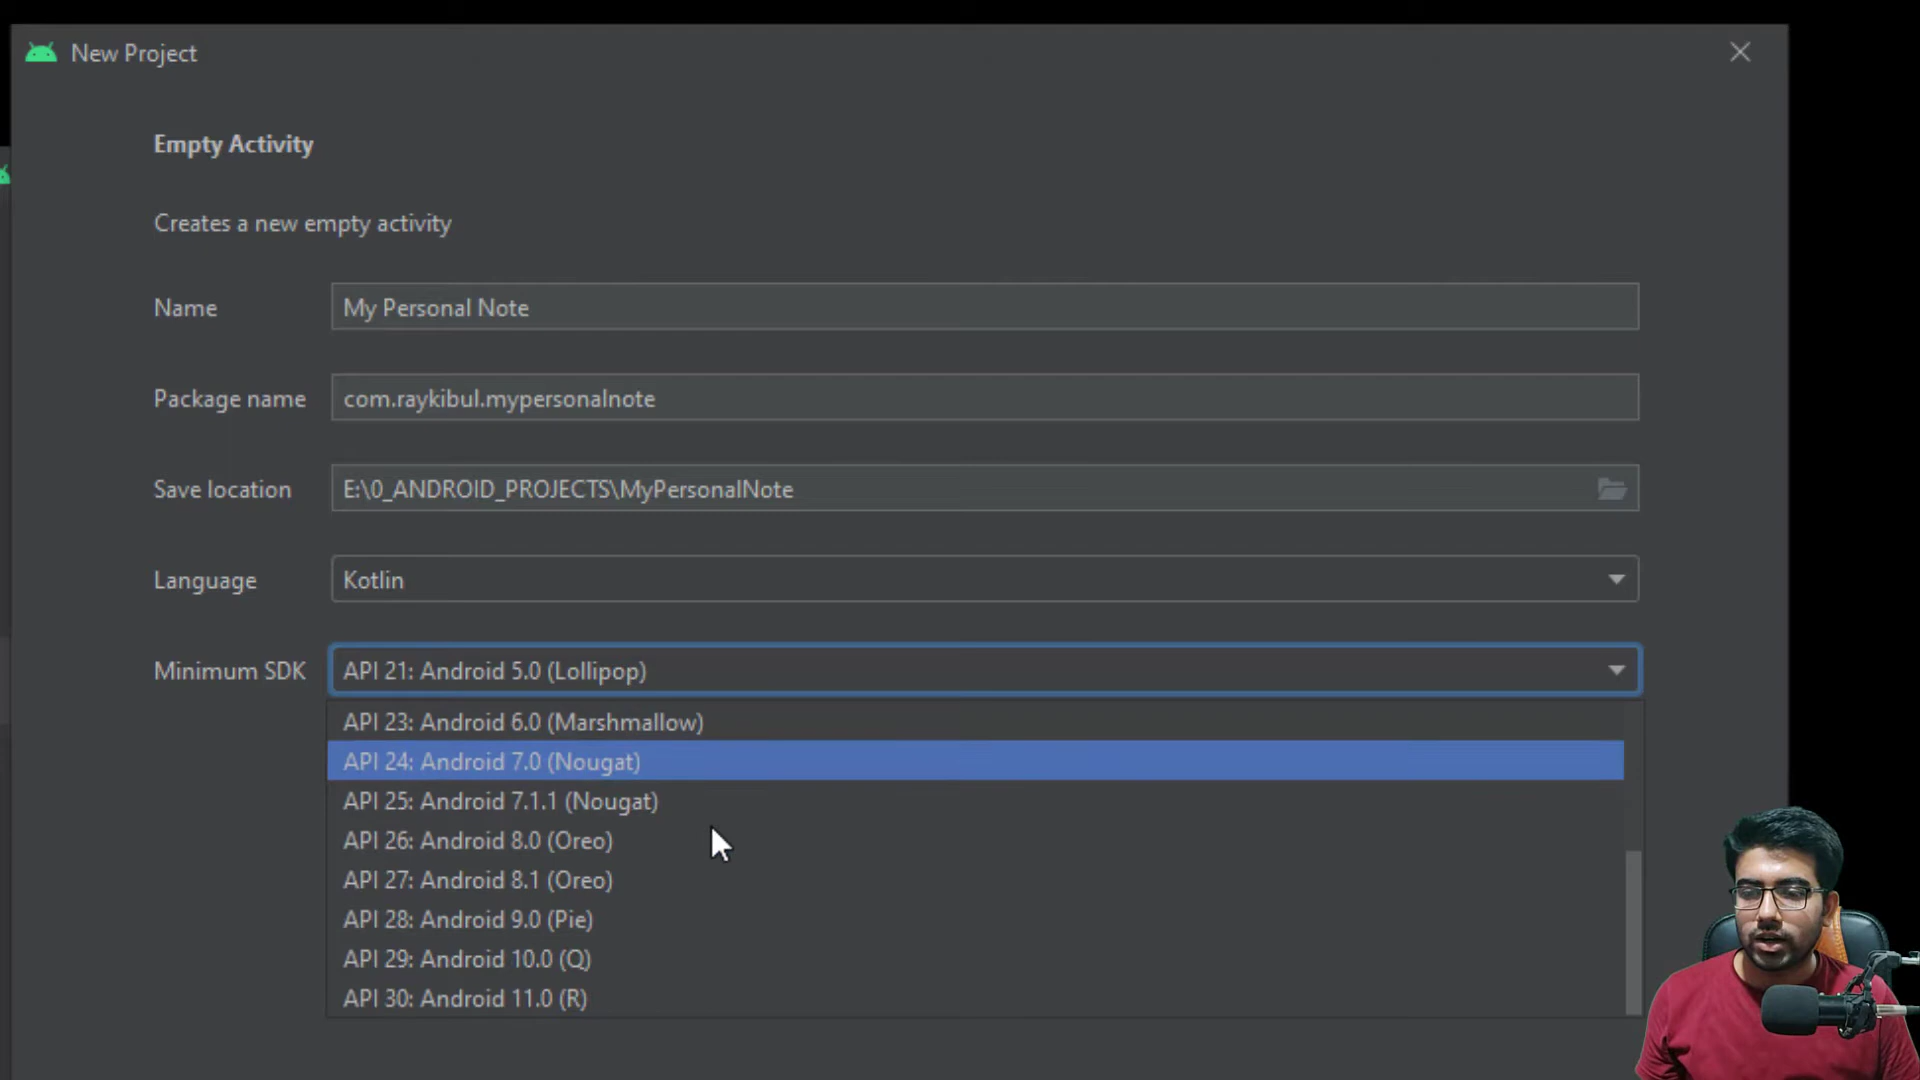 New Project
Empty Activity
Creates a new empty activity
Name My Personal Note
Package name com.raykibul.mypersonalnote
Save location E:\0_ANDROID_PROJECTS\MyPersonalNote
Language Kotlin
Minimum SDK API 21: Android 5.0 (Lollipop)
API 23: Android 6.0 (Marshmallow)
API 24: Android 7.0 (Nougat)
API 25: Android 7.1.1 (Nougat)
API 26: Android 8.0 (Oreo)
API 27: Android 8.1 (Oreo)
API 28: Android 9.0 (Pie)
API 29: Android 10.0 (Q)
API 30: Android 11.0 (R)